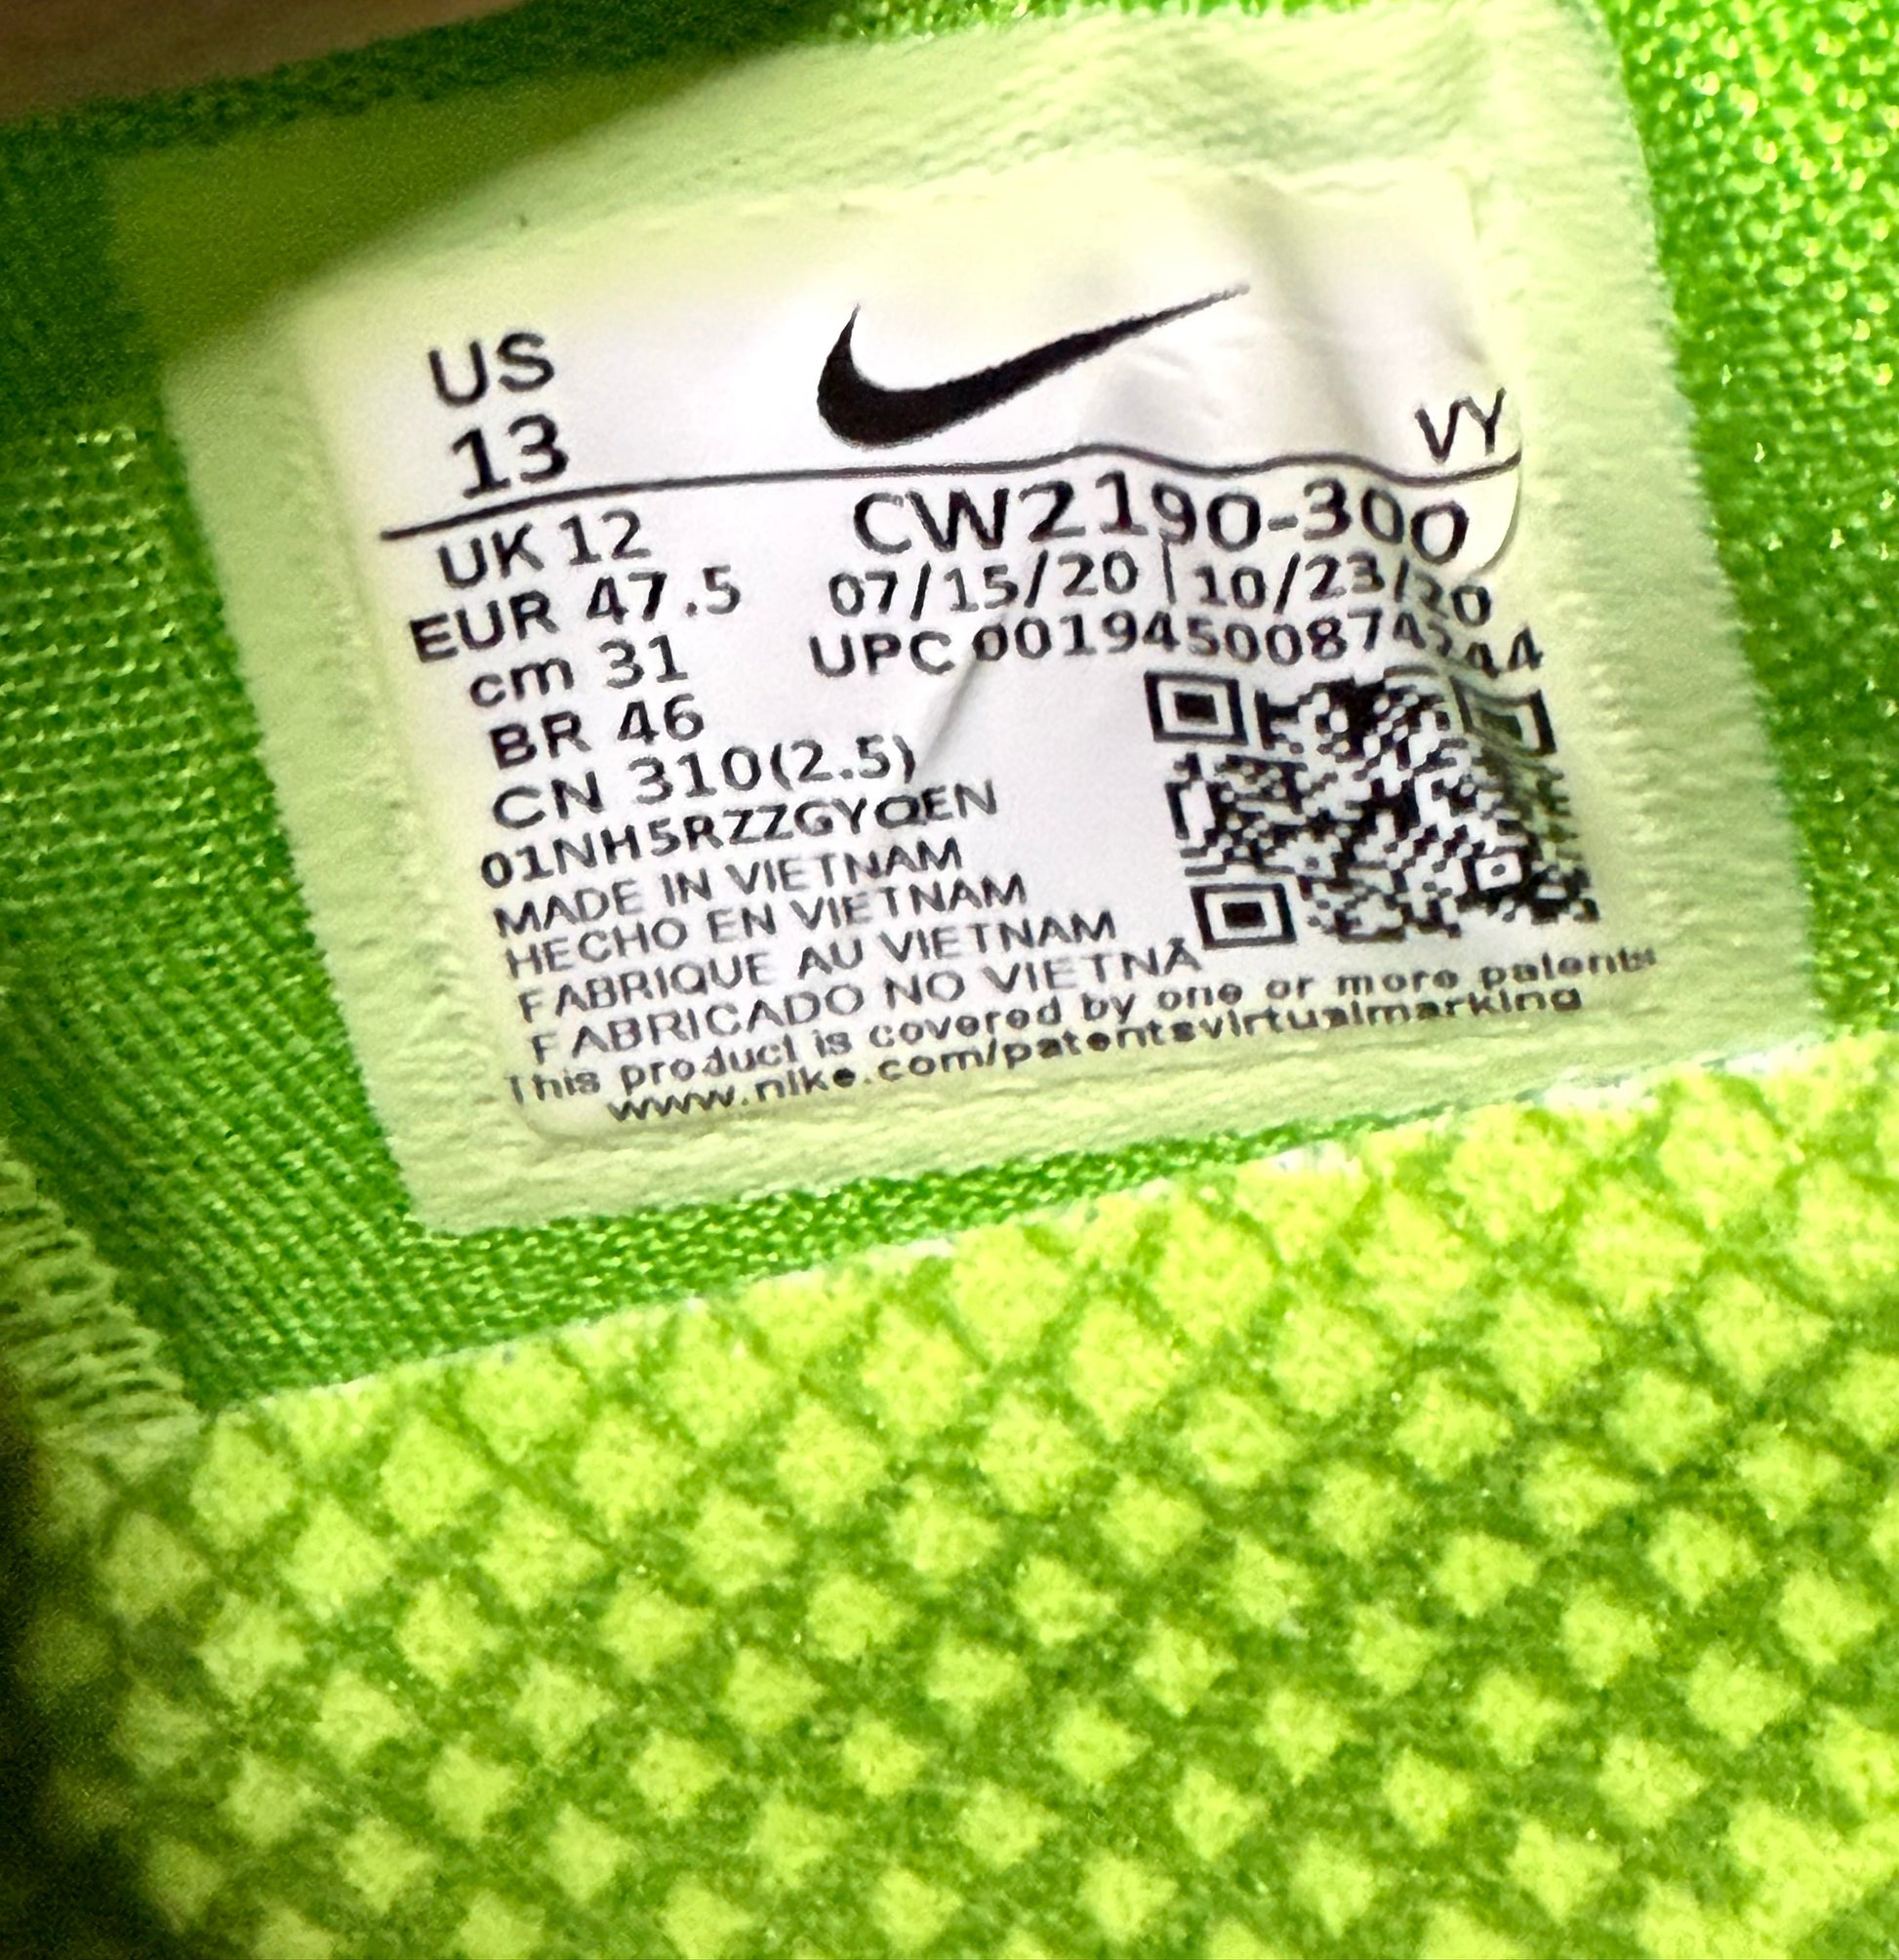 US
13
VY
UK 12
CW2190-300
EUR 47.5
07/15/20 | 10/23/20
cm 31
UPC
BR 46
CN 310(2.5)
01NH5RZZGYQEN
MADE IN VIETNAM
HECHO EN VIETNAM
FABRIQUE AU VIETNAM
FABRICADO NO VIETNÃ
This product is covered by one or more patents
www.nike.com/patentsvirtualmarking